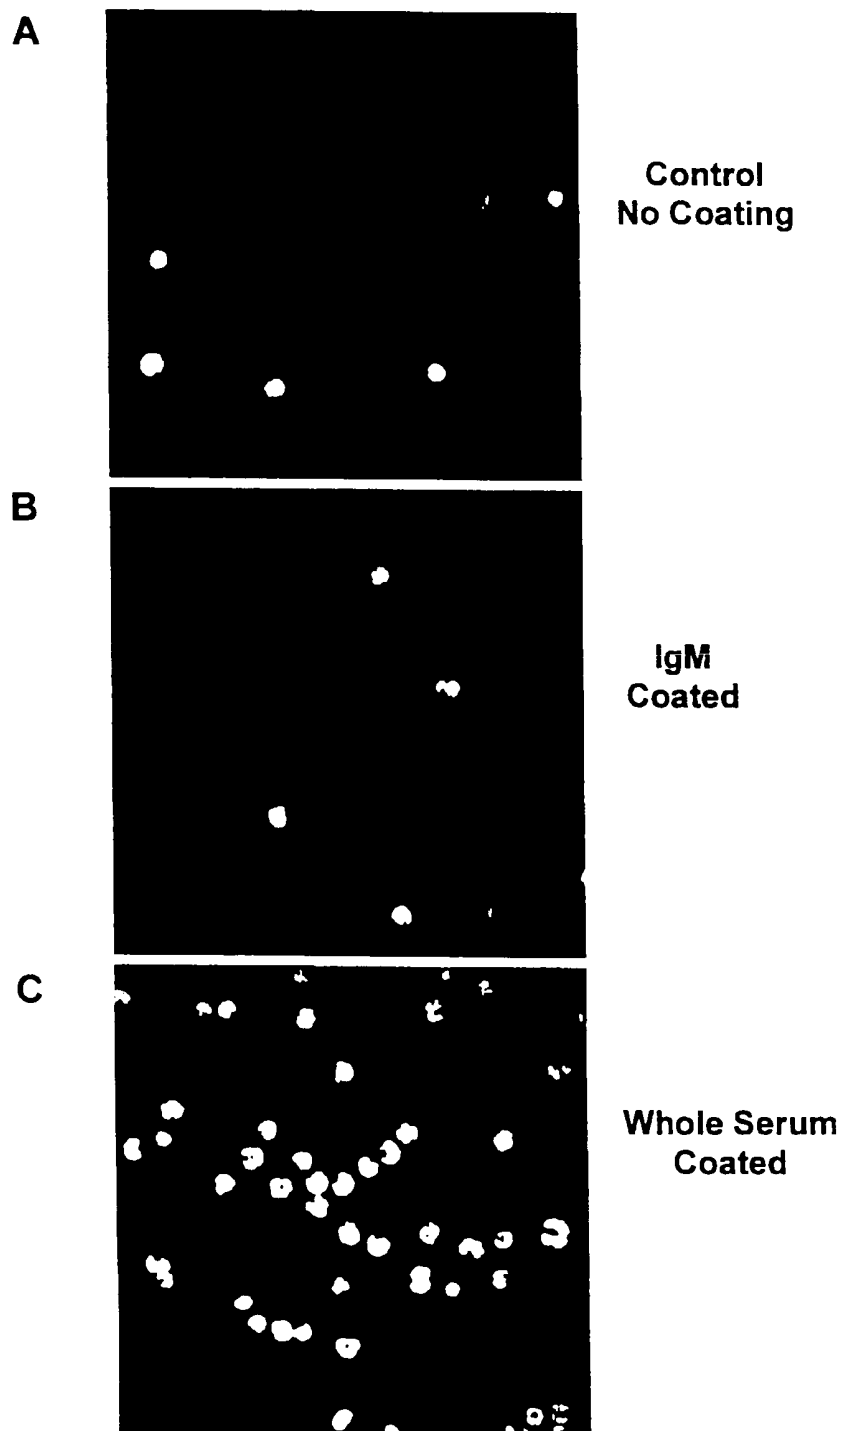 A
Control
No Coating
B
IgM
Coated
C
Whole Serum
Coated